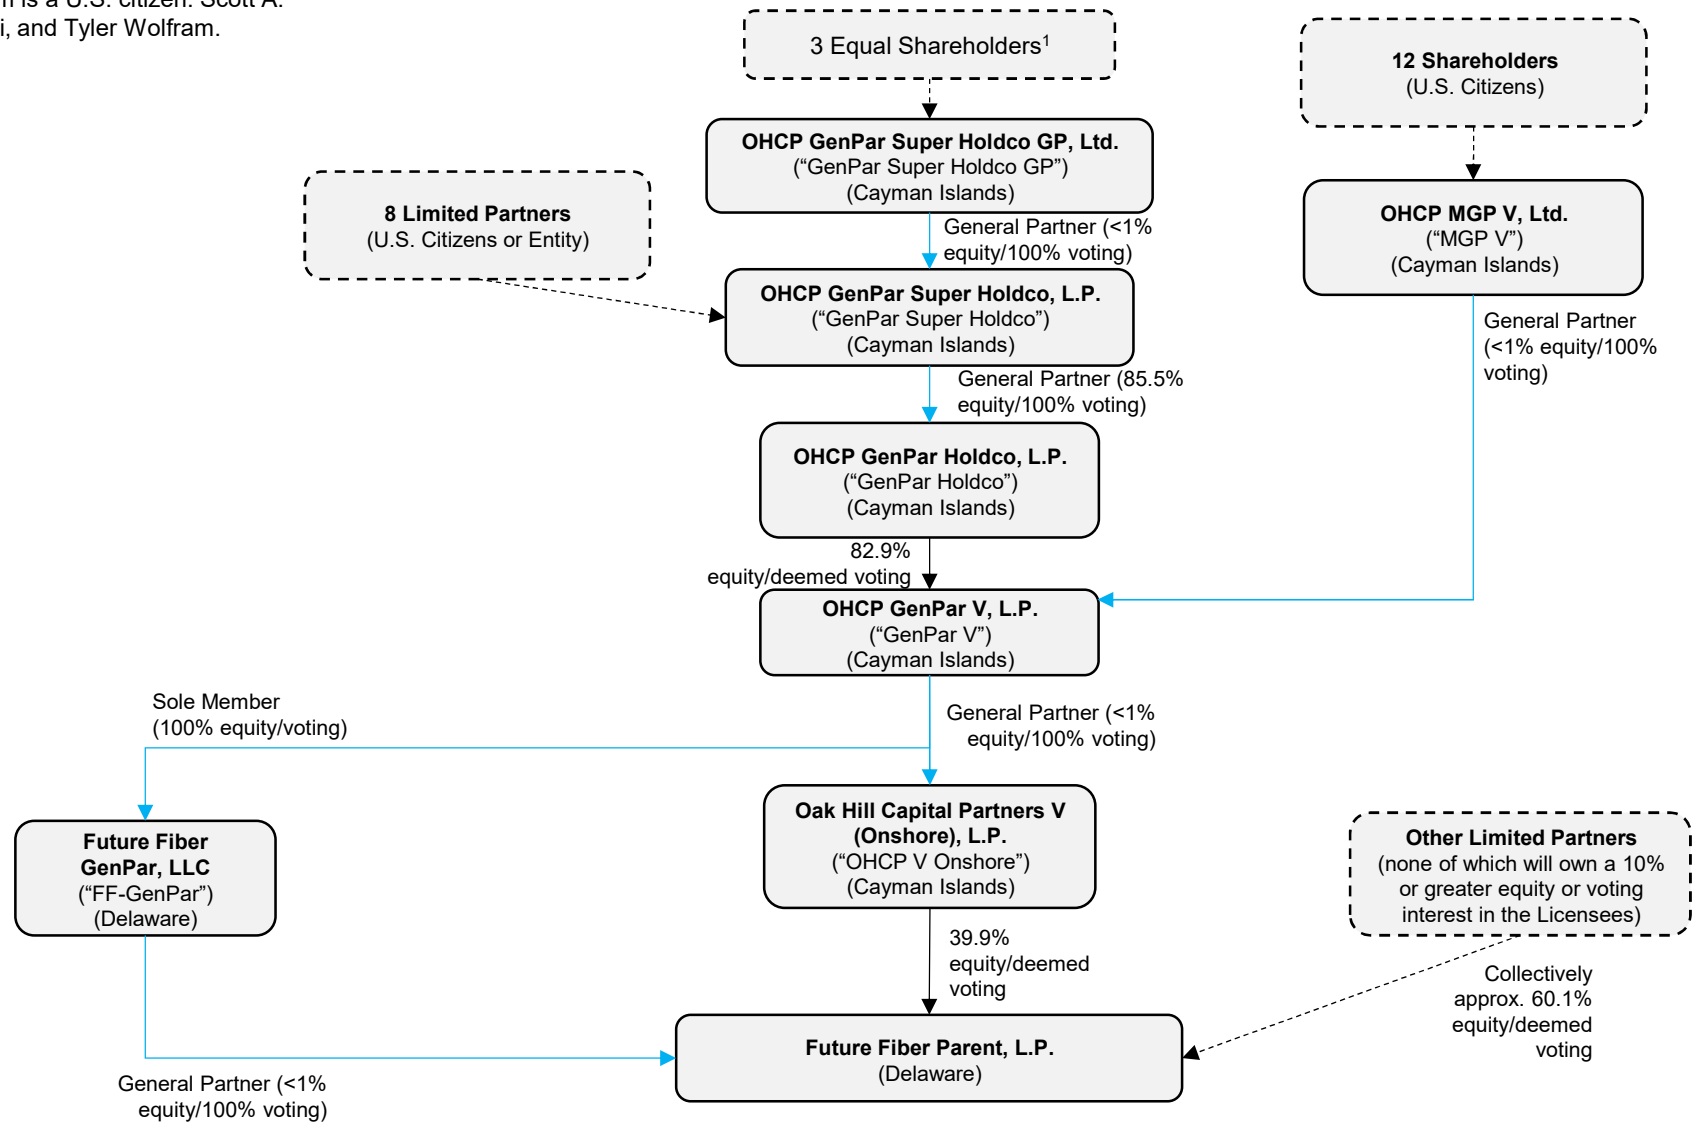 is a U.S. citizen: Scott A.
and Tyler Wolfram.
3 Equal Shareholders¹
12 Shareholders
(U.S. Citizens)
OHCP GenPar Super Holdco GP, Ltd.
(“GenPar Super Holdco GP”)
(Cayman Islands)
8 Limited Partners
(U.S. Citizens or Entity)
OHCP MGP V, Ltd.
(“MGP V”)
(Cayman Islands)
General Partner (<1%
equity/100% voting)
OHCP GenPar Super Holdco, L.P.
(“GenPar Super Holdco”)
(Cayman Islands)
General Partner
(<1% equity/100%
voting)
General Partner (85.5%
equity/100% voting)
OHCP GenPar Holdco, L.P.
(“GenPar Holdco”)
(Cayman Islands)
82.9%
equity/deemed voting
OHCP GenPar V, L.P.
(“GenPar V”)
(Cayman Islands)
Sole Member
(100% equity/voting)
General Partner (<1%
equity/100% voting)
Oak Hill Capital Partners V
(Onshore), L.P.
(“OHCP V Onshore”)
(Cayman Islands)
Future Fiber
GenPar, LLC
(“FF-GenPar”)
(Delaware)
Other Limited Partners
(none of which will own a 10%
or greater equity or voting
interest in the Licensees)
39.9%
equity/deemed
voting
Collectively
approx. 60.1%
equity/deemed
voting
Future Fiber Parent, L.P.
(Delaware)
General Partner (<1%
equity/100% voting)